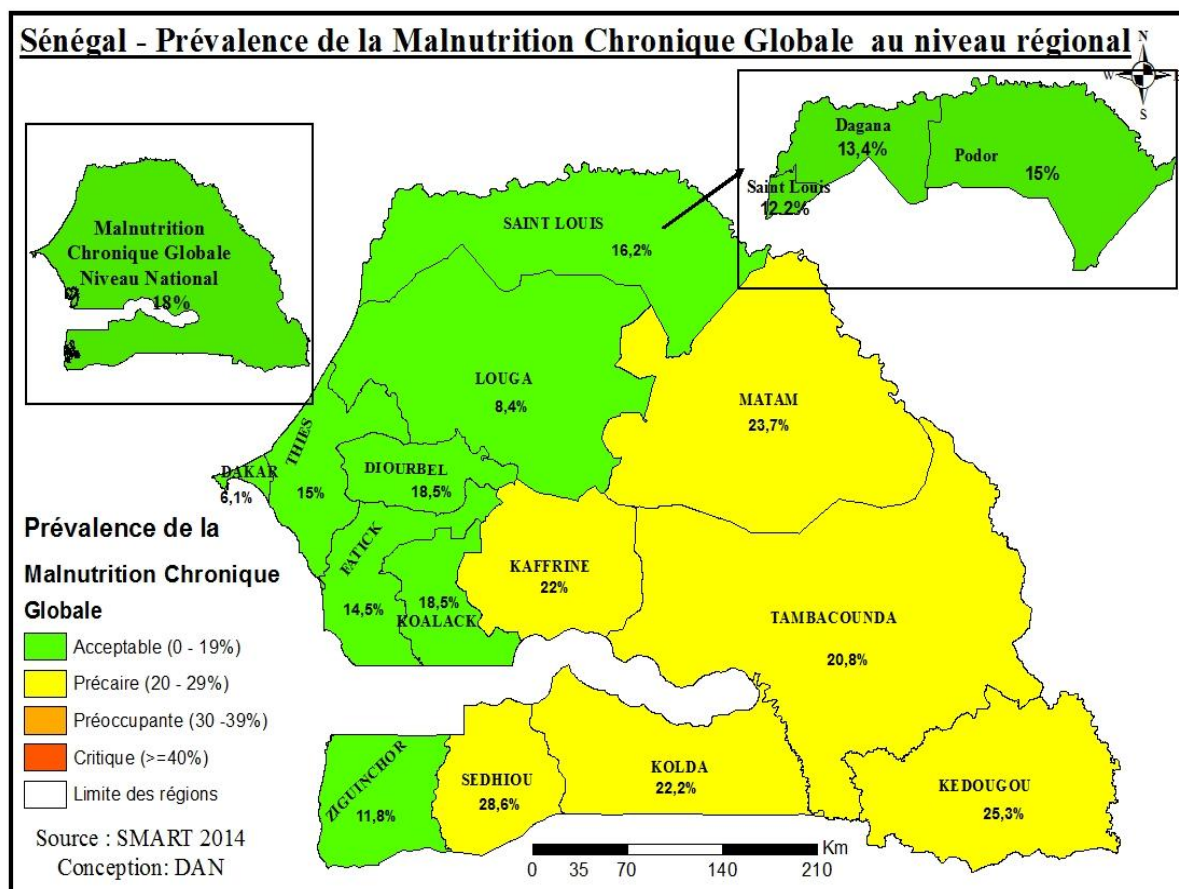 Sénégal - Prévalence de la Malnutrition Chronique Globale au niveau régional
N
W
E
S
Malnutrition
Chronique Globale
Niveau National
18%
Dagana
13,4%
Podor
15%
Saint Louis
12.2%
SAINT LOUIS
16,2%
LOUGA
8,4%
MATAM
23,7%
THIES
15%
DAKAR
6,1%
DIOURBEL
18,5%
FATICK
14,5%
18,5%
KOALACK
KAFFRINE
22%
TAMBACOUNDA
20,8%
ZIGUINCHOR
11,8%
SEDHIOU
28,6%
KOLDA
22,2%
KEDOUGOU
25,3%
Prévalence de la
Malnutrition Chronique
Globale
Acceptable (0 - 19%)
Précaire (20 - 29%)
Préoccupante (30 -39%)
Critique (>=40%)
Limite des régions
Source : SMART 2014
Conception: DAN
Km
0 35 70 140 210